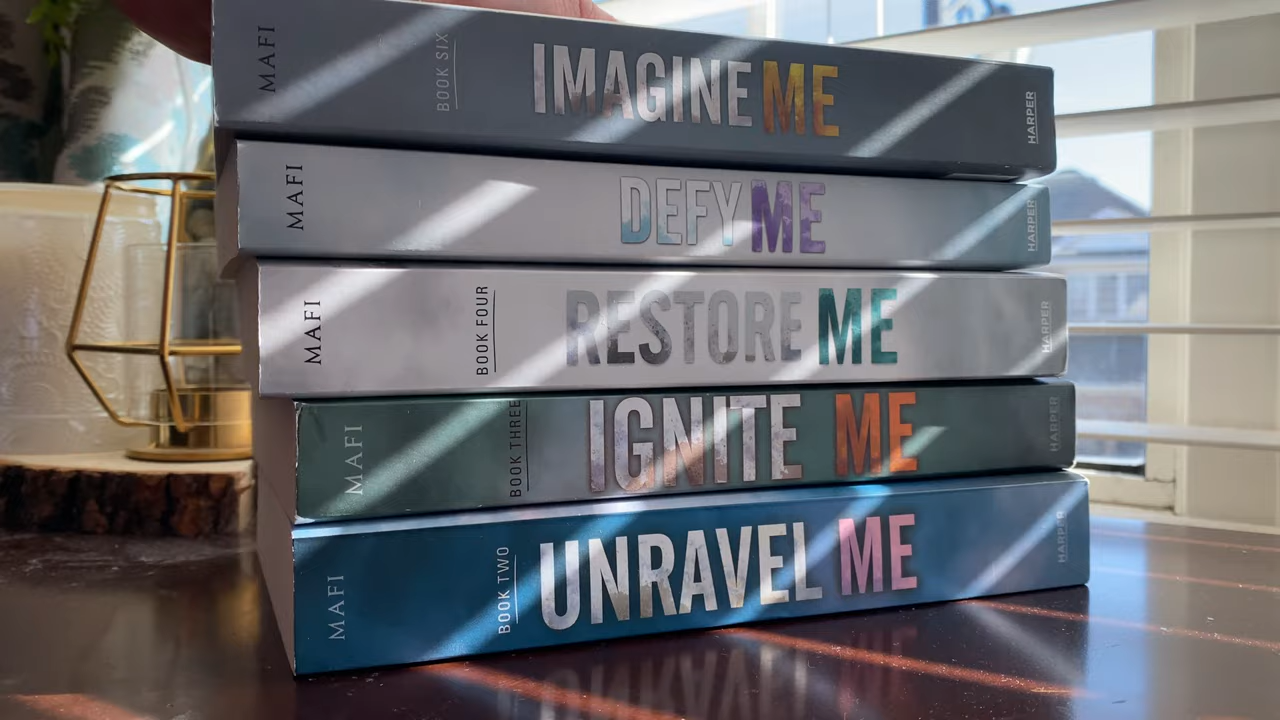 MAFI
BOOK SIX
IMAGINE ME
HARPER
MAFI
DEFY ME
HARPER
MAFI
BOOK FOUR
RESTORE ME
HARPER
MAFI
BOOK THREE
IGNITE ME
HARPER
MAFI
BOOK TWO
UNRAVEL ME
HARPER